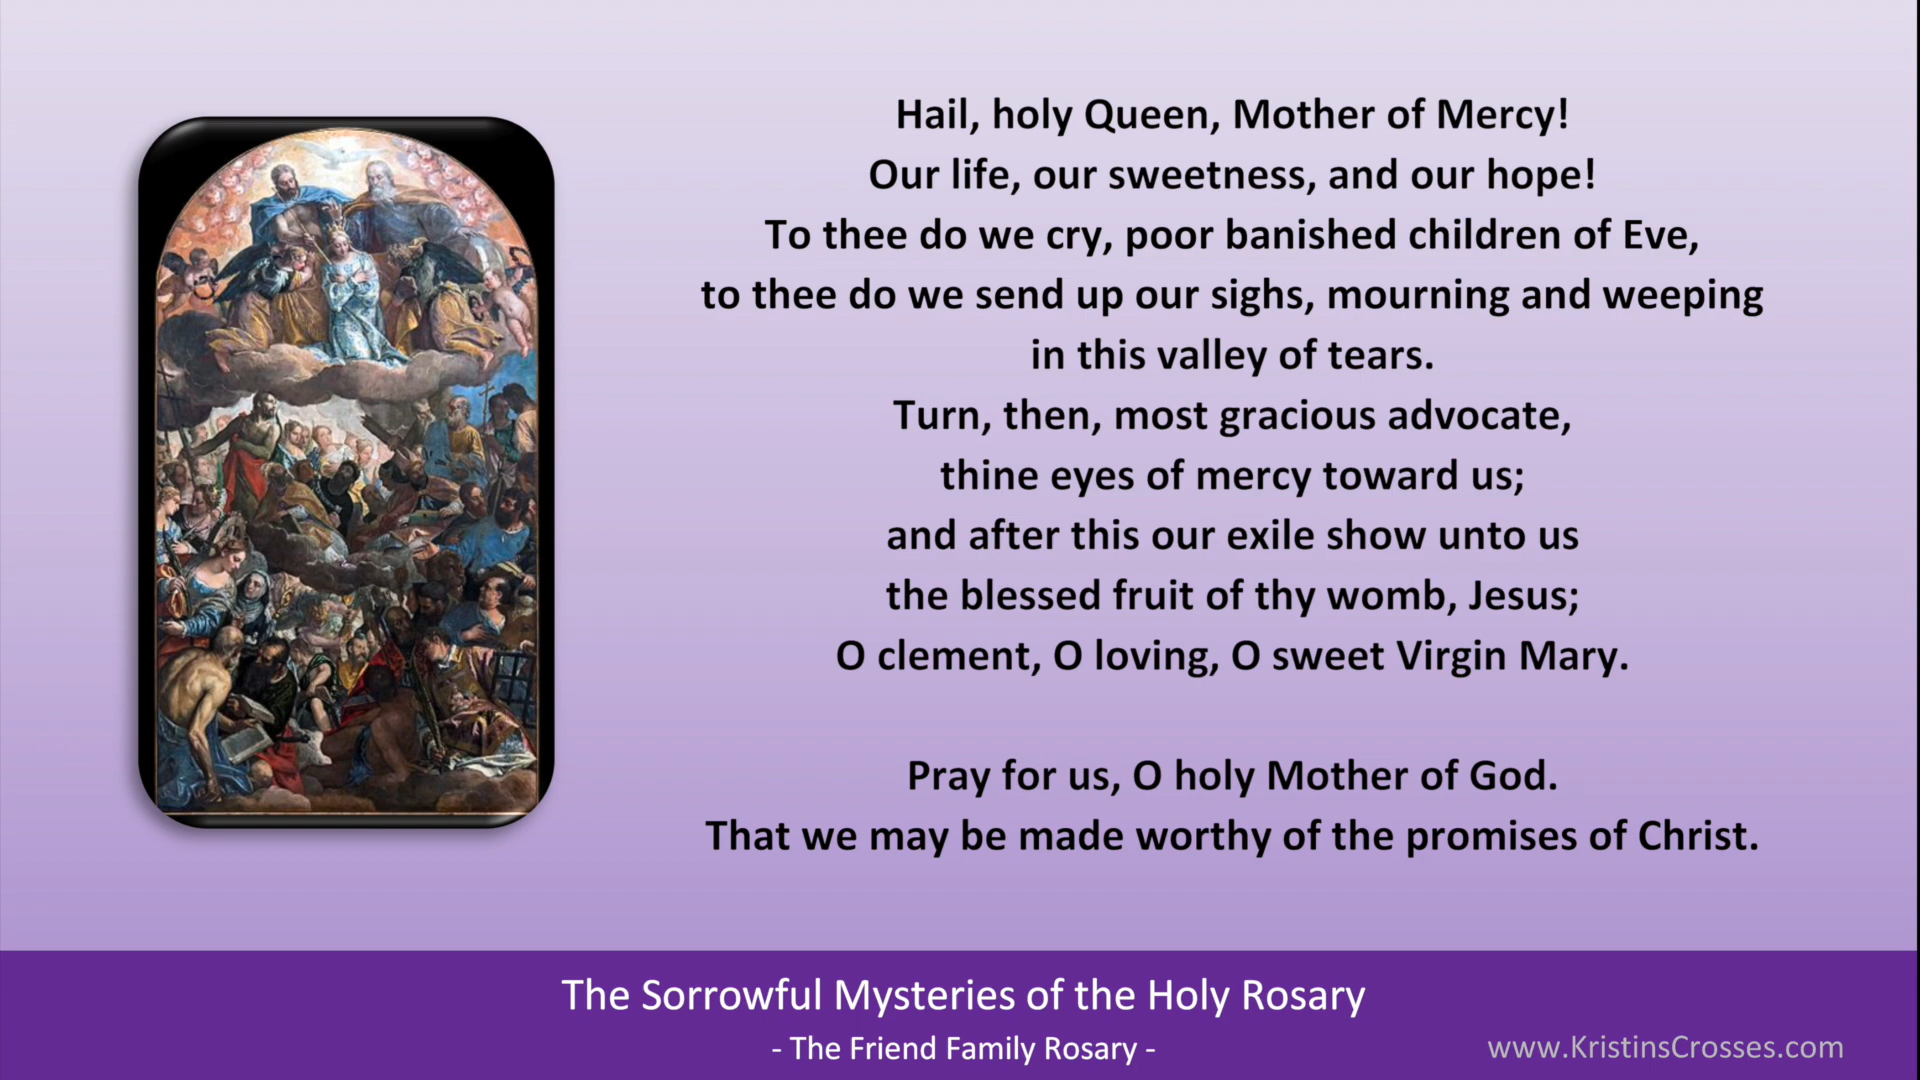 Hail, holy Queen, Mother of Mercy!
Our life, our sweetness, and our hope!
To thee do we cry, poor banished children of Eve,
to thee do we send up our sighs, mourning and weeping
in this valley of tears.
Turn, then, most gracious advocate,
thine eyes of mercy toward us;
and after this our exile show unto us
the blessed fruit of thy womb, Jesus;
O clement, O loving, O sweet Virgin Mary.
Pray for us, O holy Mother of God.
That we may be made worthy of the promises of Christ.
The Sorrowful Mysteries of the Holy Rosary
- The Friend Family Rosary -
www.KristinsCrosses.com